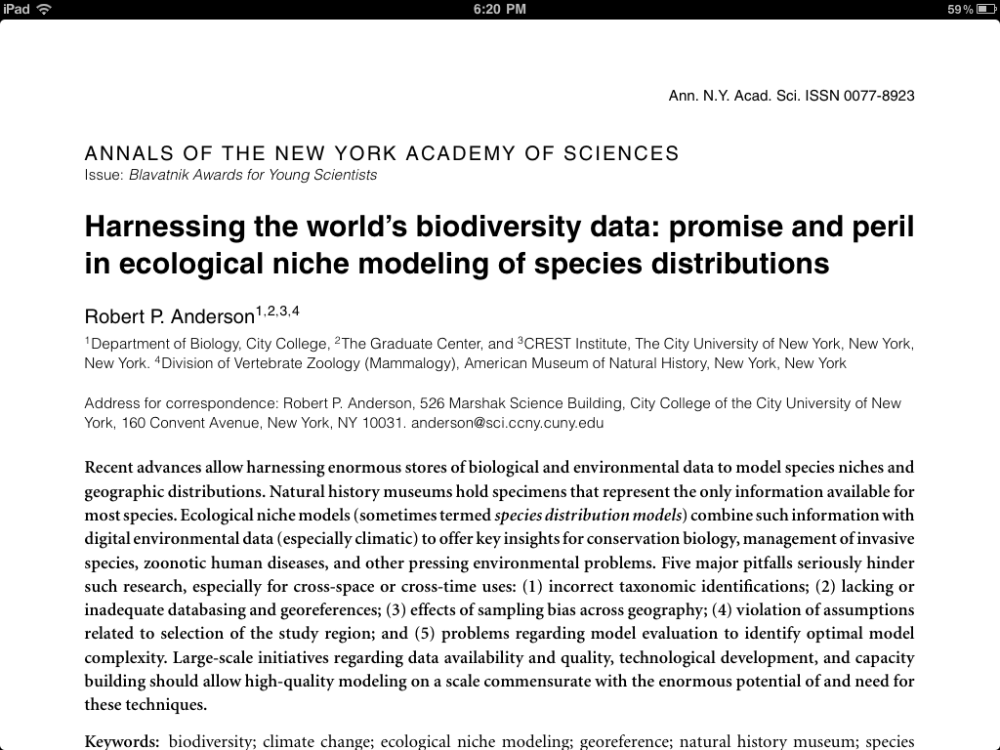 iPad 6:20 PM 59%
Ann. N.Y. Acad. Sci. ISSN 0077-8923
ANNALS OF THE NEW YORK ACADEMY OF SCIENCES
Issue: Blavatnik Awards for Young Scientists
Harnessing the world’s biodiversity data: promise and peril
in ecological niche modeling of species distributions
Robert P. Anderson1,2,3,4
1Department of Biology, City College, 2The Graduate Center, and 3CREST Institute, The City University of New York, New York,
New York. 4Division of Vertebrate Zoology (Mammalogy), American Museum of Natural History, New York, New York
Address for correspondence: Robert P. Anderson, 526 Marshak Science Building, City College of the City University of New
York, 160 Convent Avenue, New York, NY 10031. anderson@sci.ccny.cuny.edu
Recent advances allow harnessing enormous stores of biological and environmental data to model species niches and
geographic distributions. Natural history museums hold specimens that represent the only information available for
most species. Ecological niche models (sometimes termed species distribution models) combine such information with
digital environmental data (especially climatic) to offer key insights for conservation biology, management of invasive
species, zoonotic human diseases, and other pressing environmental problems. Five major pitfalls seriously hinder
such research, especially for cross-space or cross-time uses: (1) incorrect taxonomic identifications; (2) lacking or
inadequate databasing and georeferences; (3) effects of sampling bias across geography; (4) violation of assumptions
related to selection of the study region; and (5) problems regarding model evaluation to identify optimal model
complexity. Large-scale initiatives regarding data availability and quality, technological development, and capacity
building should allow high-quality modeling on a scale commensurate with the enormous potential of and need for
these techniques.
Keywords: biodiversity; climate change; ecological niche modeling; georeference; natural history museum; species